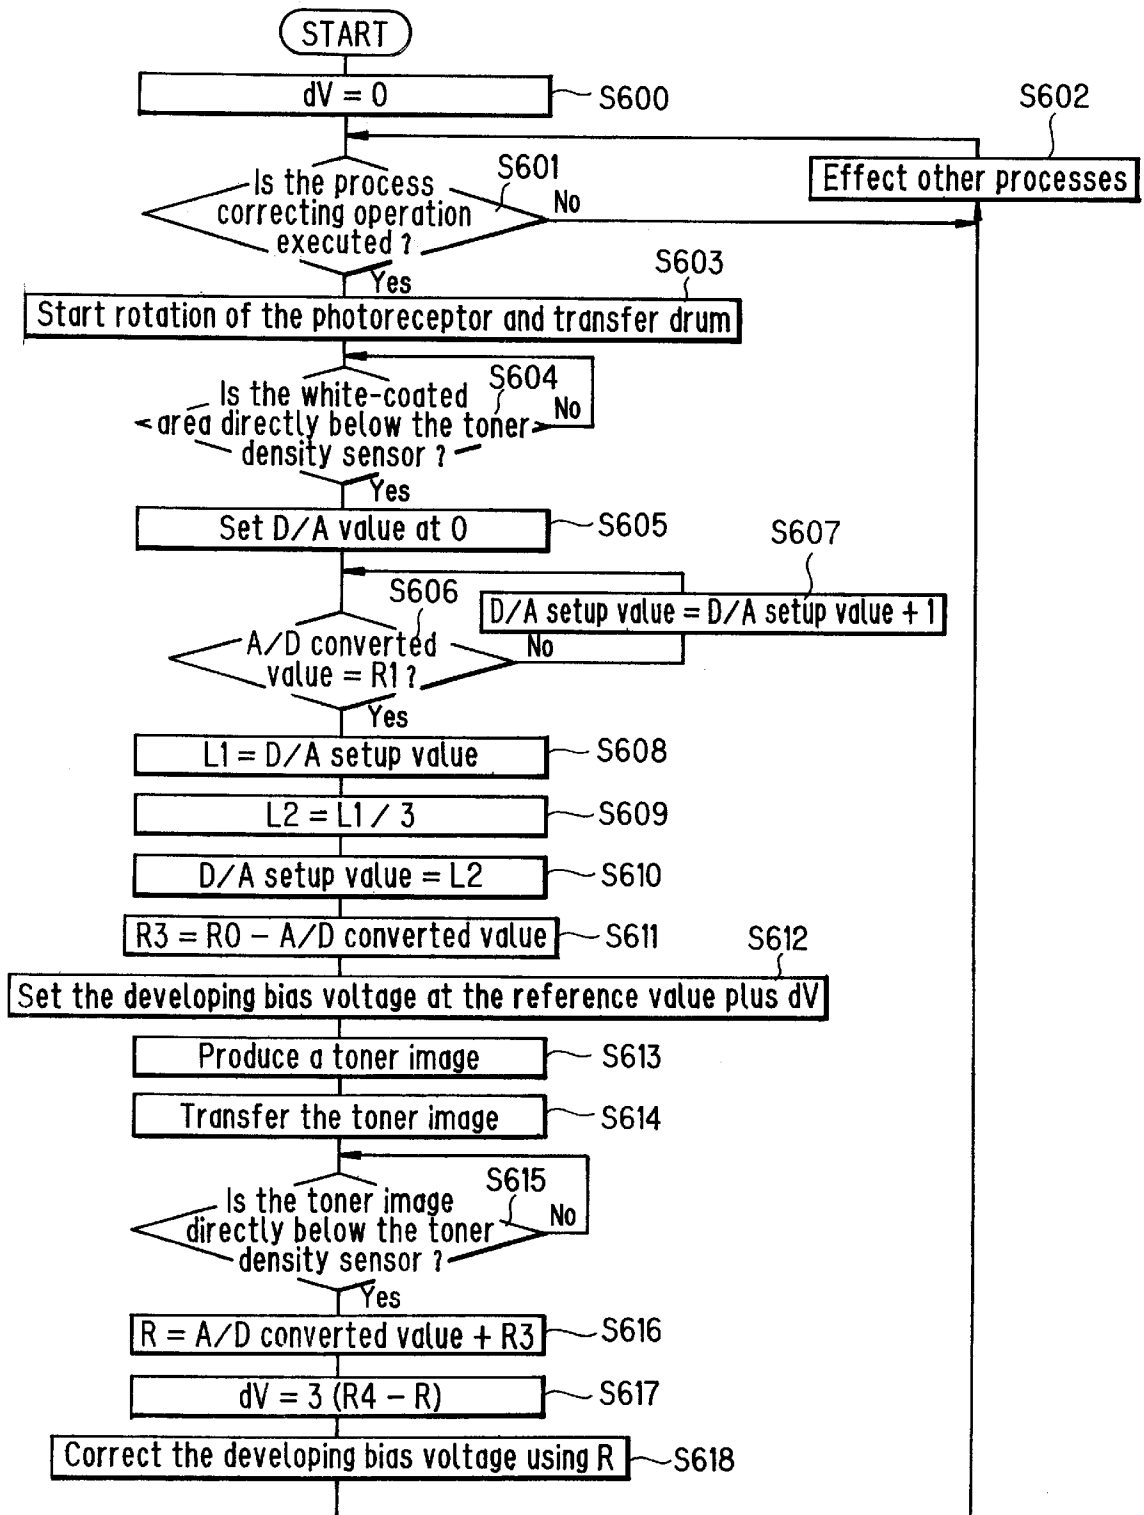 START
dV = 0
S600
S602
Effect other processes
S601
Is the process
correcting operation
executed ?
No
Yes
S603
Start rotation of the photoreceptor and transfer drum
S604
Is the white-coated
area directly below the toner
density sensor ?
No
Yes
Set D/A value at 0
S605
S607
D/A setup value = D/A setup value + 1
S606
A/D converted
value = R1 ?
No
Yes
L1 = D/A setup value
S608
L2 = L1 / 3
S609
D/A setup value = L2
S610
R3 = R0 − A/D converted value
S611
S612
Set the developing bias voltage at the reference value plus dV
Produce a toner image
S613
Transfer the toner image
S614
S615
Is the toner image
directly below the toner
density sensor ?
No
Yes
R = A/D converted value + R3
S616
dV = 3 (R4 − R)
S617
Correct the developing bias voltage using R
S618